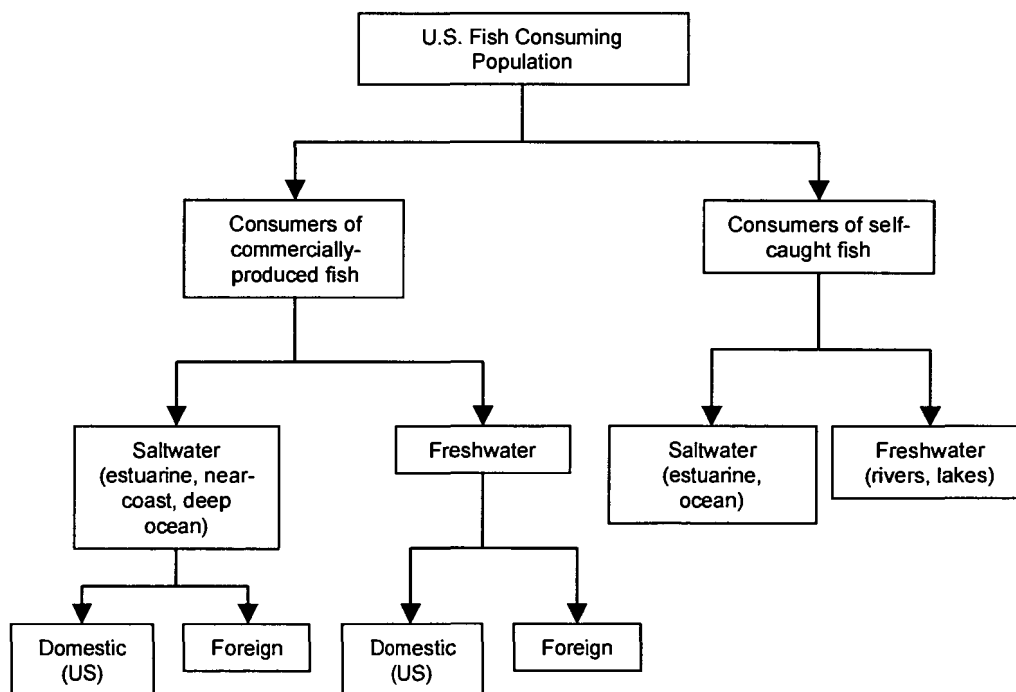 U.S. Fish Consuming
Population
Consumers of
commercially-
produced fish
Consumers of self-
caught fish
Saltwater
(estuarine, near-
coast, deep
ocean)
Freshwater
Saltwater
(estuarine,
ocean)
Freshwater
(rivers, lakes)
Domestic
(US)
Foreign
Domestic
(US)
Foreign